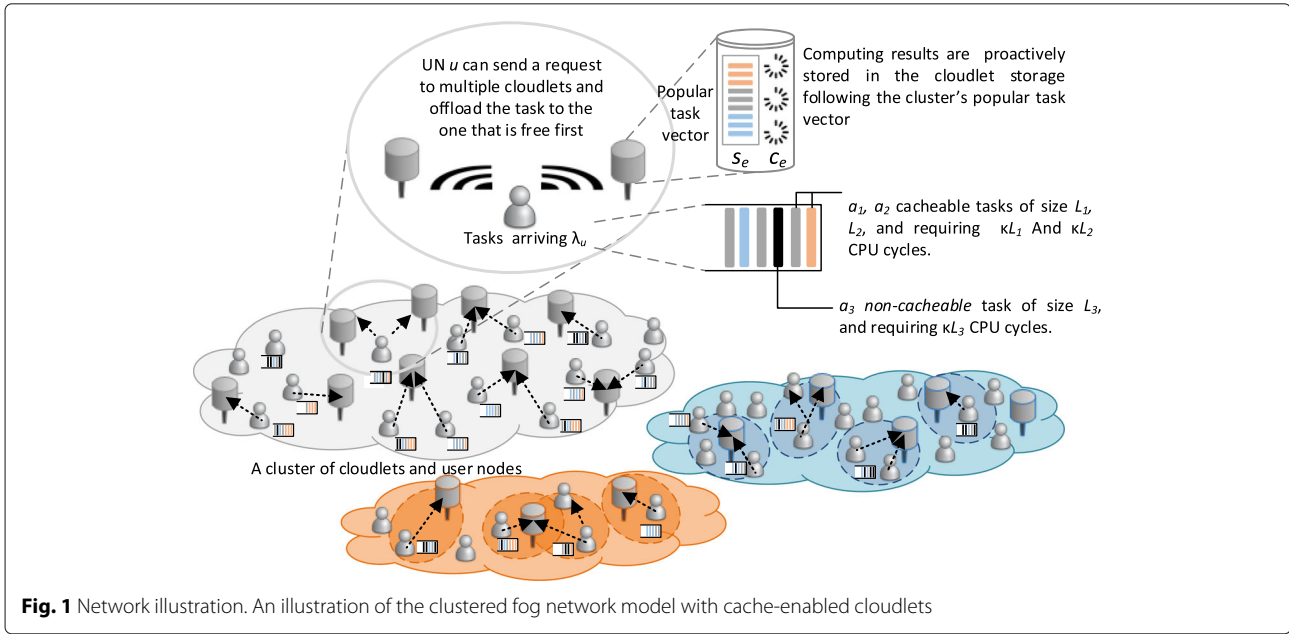 UN u can send a request
to multiple cloudlets and
offload the task to the
one that is free first
Tasks arriving λu
Popular
task
vector
Se Ce
Computing results are proactively
stored in the cloudlet storage
following the cluster's popular task
vector
a1, a2 cacheable tasks of size L1,
L2, and requiring κL1 And κL2
CPU cycles.
a3 non-cacheable task of size L3,
and requiring κL3 CPU cycles.
A cluster of cloudlets and user nodes
Fig. 1 Network illustration. An illustration of the clustered fog network model with cache-enabled cloudlets